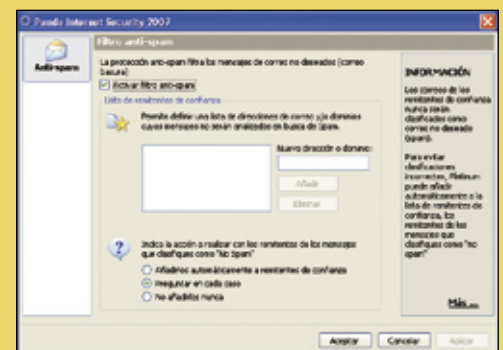 Panda Internet Security 2007
Anti-spam
Filtro anti-spam
La protección anti-spam filtra los mensajes de correo no deseados (correo
basura)
Activar filtro anti-spam
Lista de remitentes de confianza
Permite definir una lista de direcciones de correo y/o dominios
cuyos mensajes no serán analizados en busca de Spam.
Nueva dirección o dominio:
Añadir
Eliminar
Indica la acción a realizar con los remitentes de los mensajes
que clasifiques como "No Spam"
Añadirlos automáticamente a remitentes de confianza
Preguntar en cada caso
No añadirlos nunca
INFORMACIÓN
Los correos de los
remitentes de confianza
nunca serán
clasificados como
correo no deseado
(spam).
Para evitar
clasificaciones
incorrectas, Platinum
puede añadir
automáticamente a la
lista de remitentes de
confianza, los
remitentes de los
mensajes que
clasifiques como "no
spam"
Más...
Aceptar
Cancelar
Aplicar